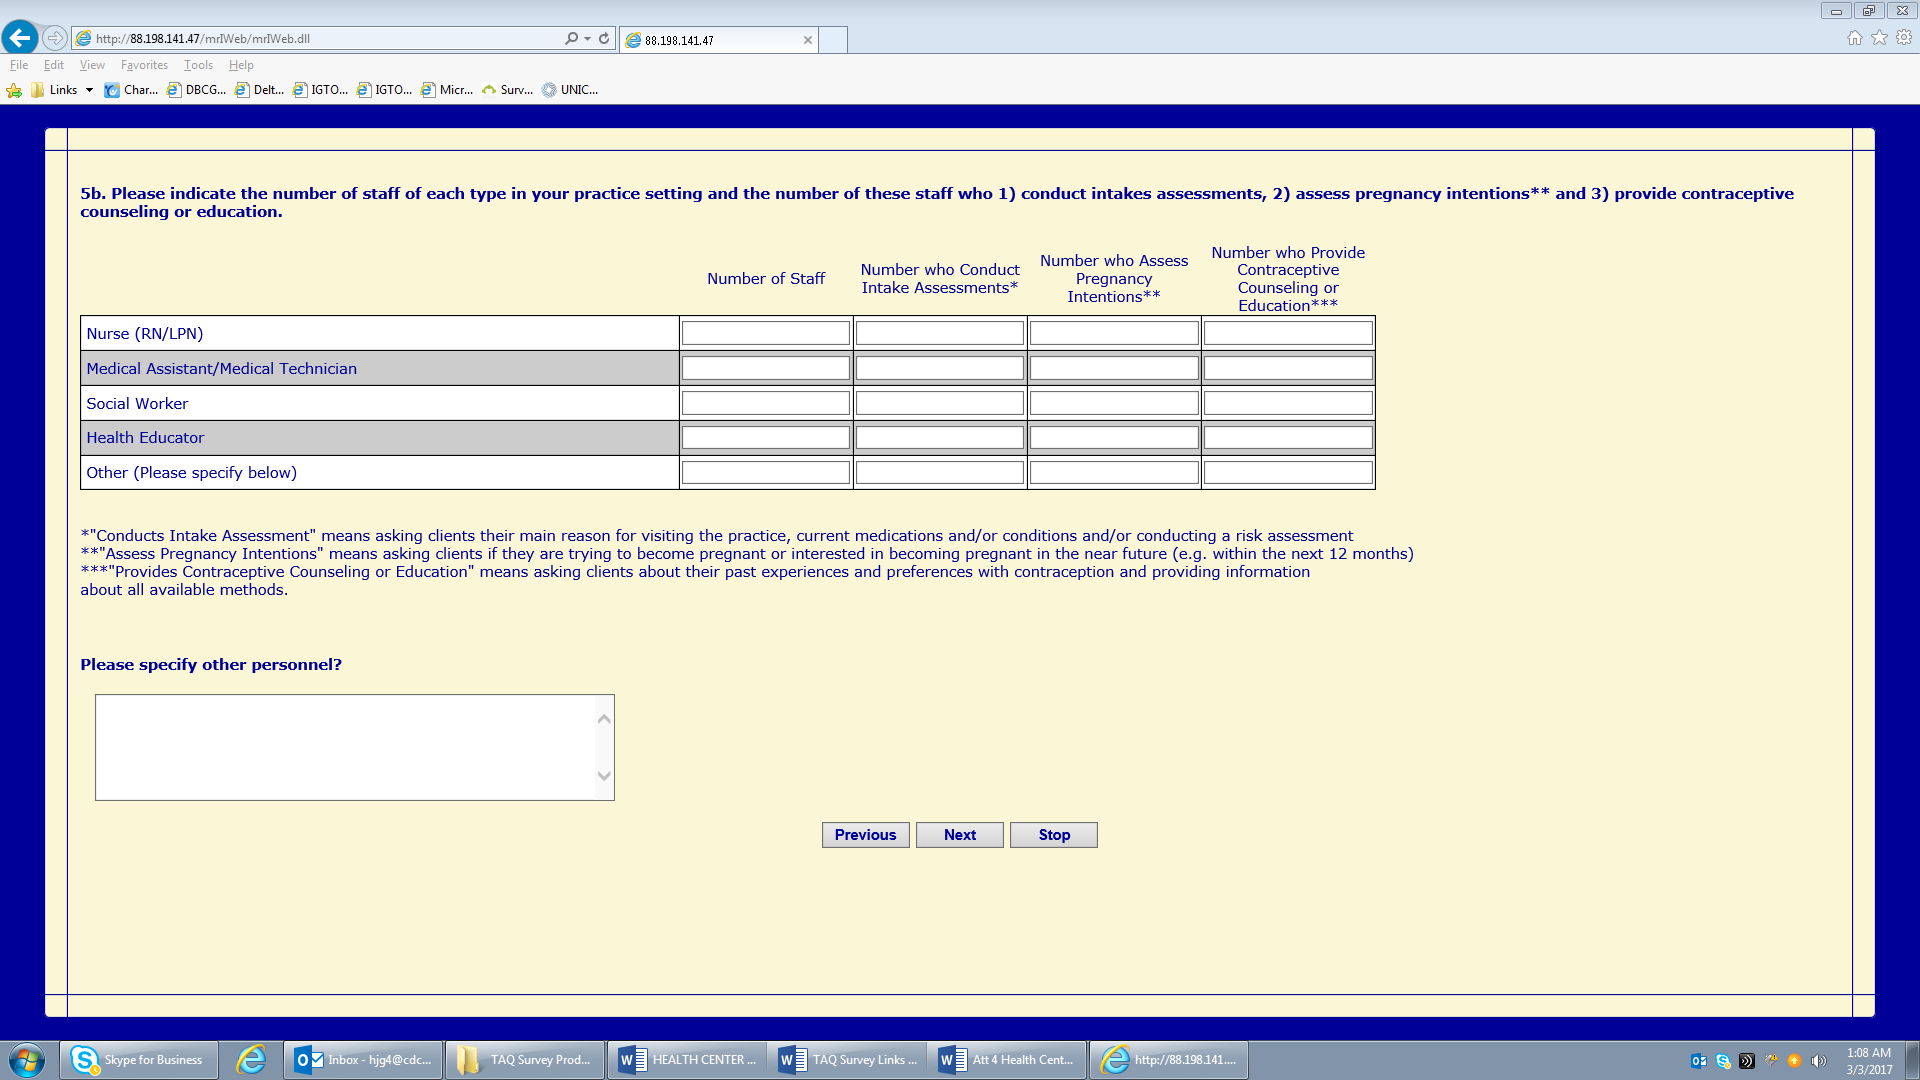 http://88.198.141.47/mrIWeb/mrIWeb.dll
88.198.141.47
File Edit View Favorites Tools Help
Links Char... DBCG... Delt... IGTO... IGTO... Micr... Surv... UNIC...
5b. Please indicate the number of staff of each type in your practice setting and the number of these staff who 1) conduct intakes assessments, 2) assess pregnancy intentions** and 3) provide contraceptive
counseling or education.
Number of Staff
Number who Conduct
Intake Assessments*
Number who Assess
Pregnancy
Intentions**
Number who Provide
Contraceptive
Counseling or
Education***
Nurse (RN/LPN)
Medical Assistant/Medical Technician
Social Worker
Health Educator
Other (Please specify below)
*"Conducts Intake Assessment" means asking clients their main reason for visiting the practice, current medications and/or conditions and/or conducting a risk assessment
**"Assess Pregnancy Intentions" means asking clients if they are trying to become pregnant or interested in becoming pregnant in the near future (e.g. within the next 12 months)
***"Provides Contraceptive Counseling or Education" means asking clients about their past experiences and preferences with contraception and providing information
about all available methods.
Please specify other personnel?
Previous Next Stop
Skype for Business
Inbox - hjg4@cdc...
TAQ Survey Prod...
HEALTH CENTER ...
TAQ Survey Links ...
Att 4 Health Cent...
http://88.198.141....
1:08 AM
3/3/2017